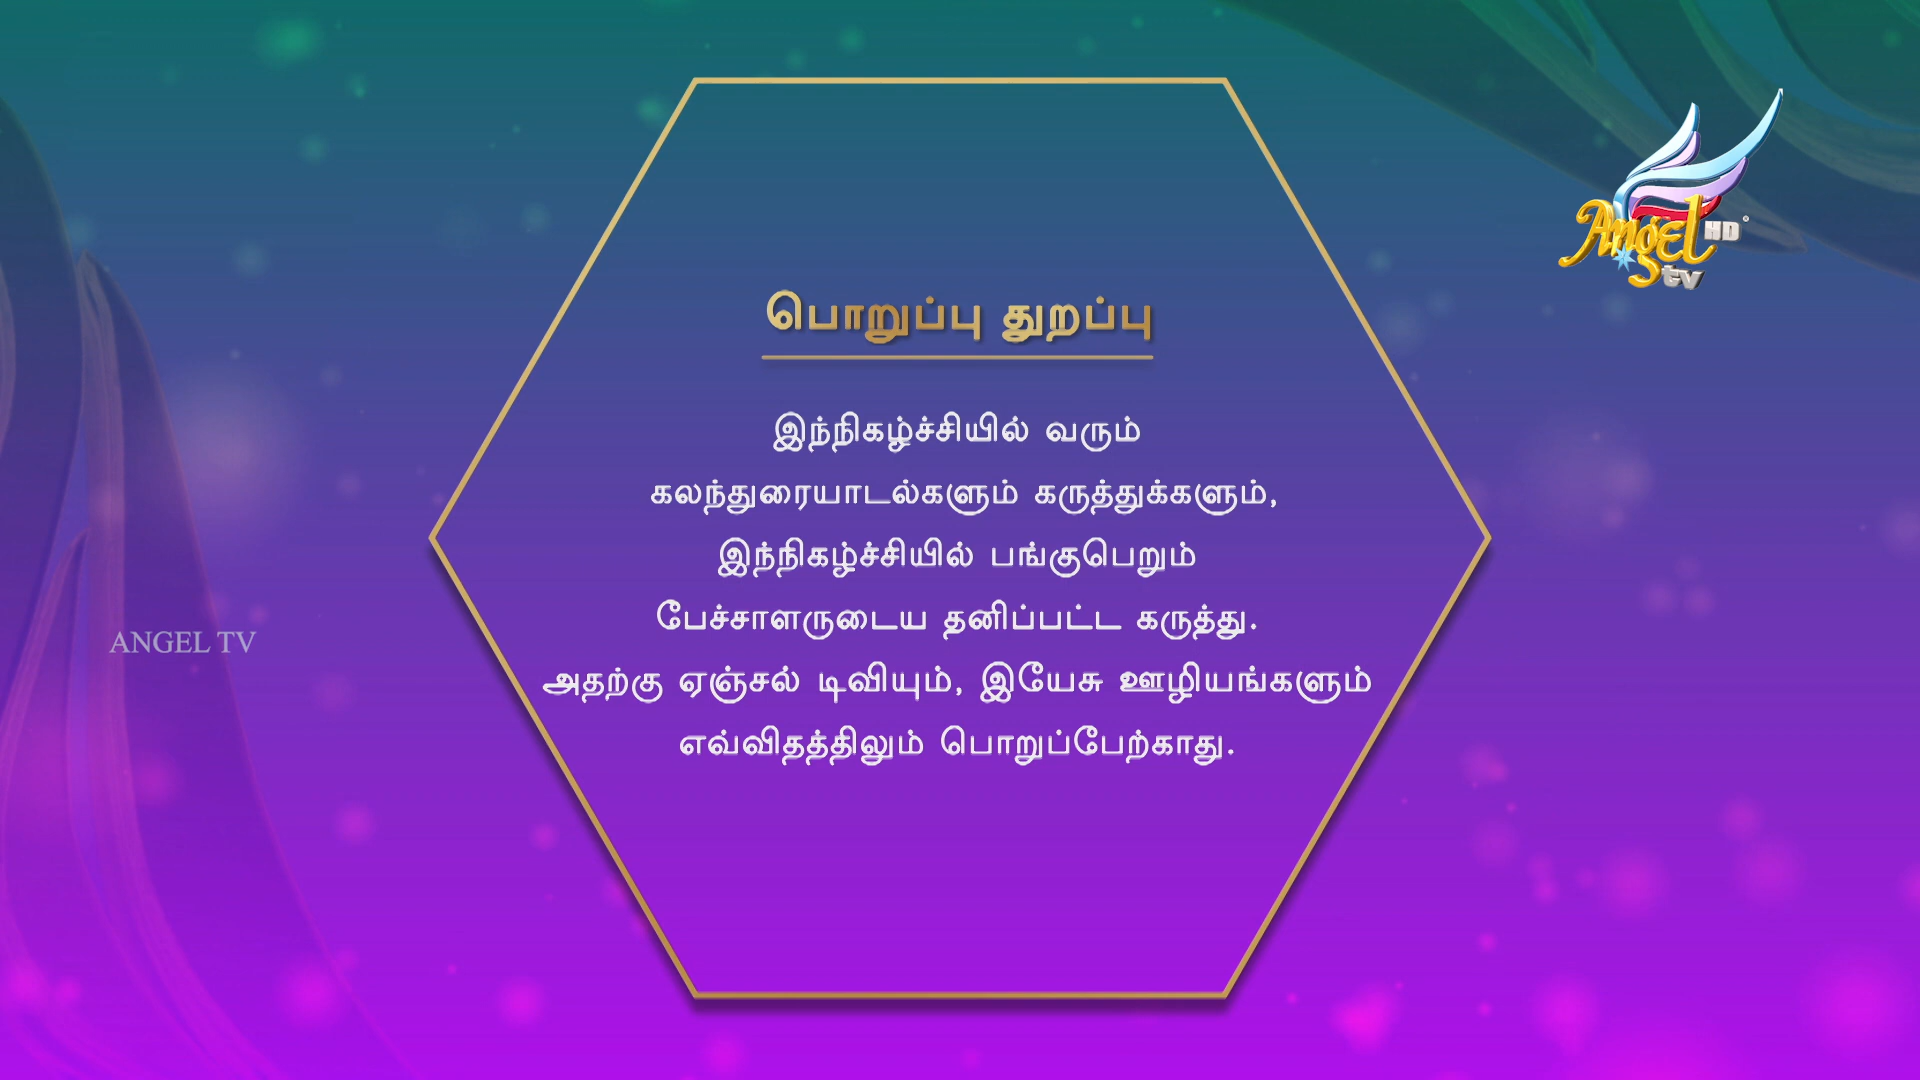 Angel HD
tv
பொறுப்பு துறப்பு
இந்நிகழ்ச்சியில் வரும்
கலந்துரையாடல்களும் கருத்துக்களும்,
இந்நிகழ்ச்சியில் பங்குபெறும்
பேச்சாளருடைய தனிப்பட்ட கருத்து.
அதற்கு ஏஞ்சல் டிவியும், இயேசு ஊழியங்களும்
எவ்விதத்திலும் பொறுப்பேற்காது.
ANGEL TV